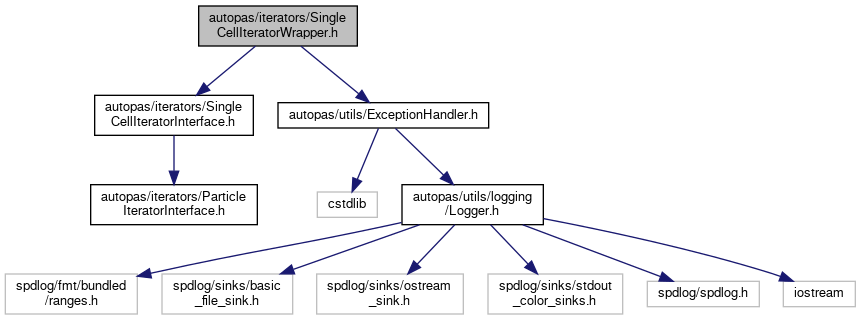 autopas/iterators/Single
CellIteratorWrapper.h
autopas/iterators/Single
CellIteratorInterface.h
autopas/utils/ExceptionHandler.h
autopas/iterators/Particle
IteratorInterface.h
cstdlib
autopas/utils/logging
/Logger.h
spdlog/fmt/bundled
/ranges.h
spdlog/sinks/basic
_file_sink.h
spdlog/sinks/ostream
_sink.h
spdlog/sinks/stdout
_color_sinks.h
spdlog/spdlog.h
iostream